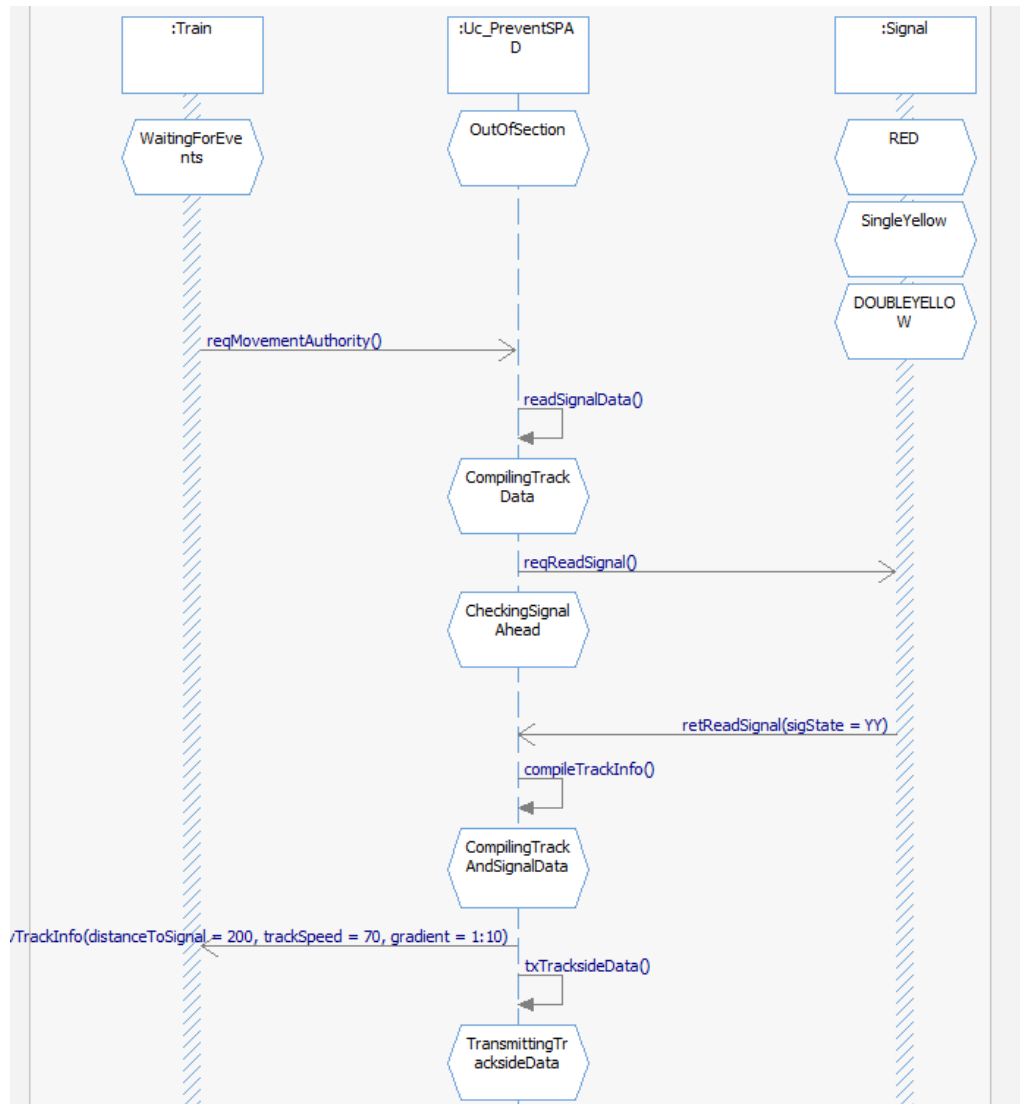 :Train
:Uc_PreventSPA
D
:Signal
WaitingForEve
nts
OutOfSection
RED
SingleYellow
DOUBLEYELLO
W
reqMovementAuthority()
readSignalData()
CompilingTrack
Data
reqReadSignal()
CheckingSignal
Ahead
retReadSignal(sigState = YY)
compileTrackInfo()
CompilingTrack
AndSignalData
TrackInfo(distanceToSignal = 200, trackSpeed = 70, gradient = 1:10)
txTracksideData()
TransmittingTr
acksideData